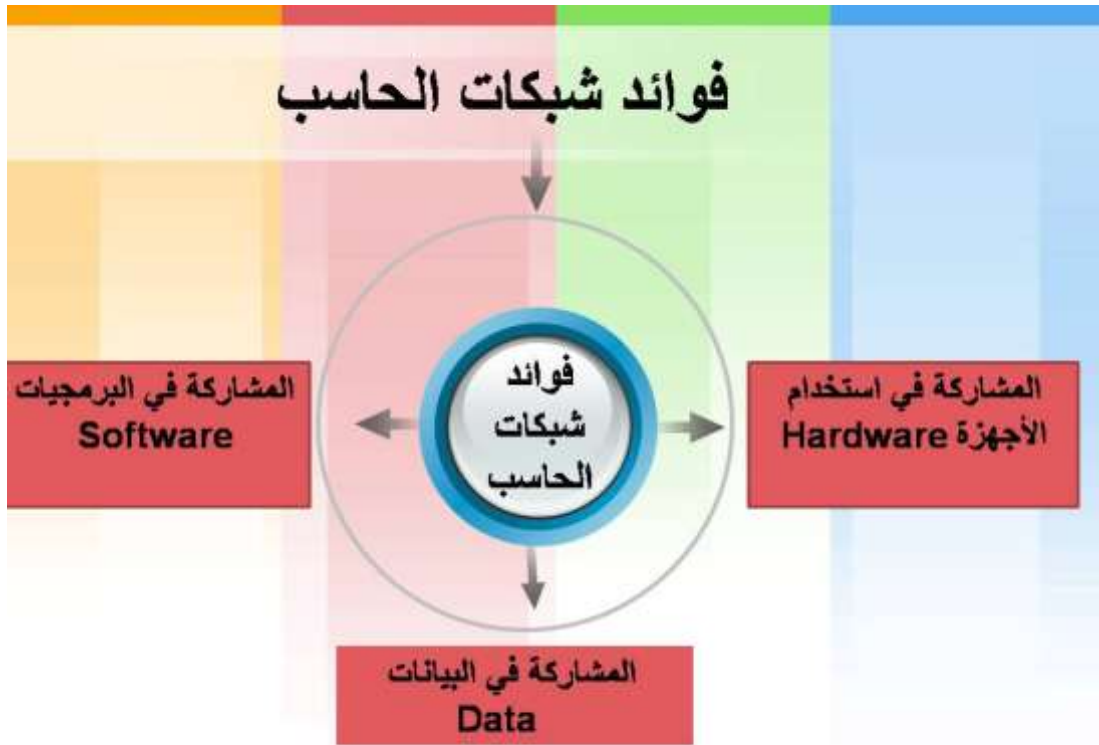 فوائد شبكات الحاسب
فوائد
شبكات
الحاسب
المشاركة في استخدام
الأجهزة Hardware
المشاركة في البرمجيات
Software
المشاركة في البيانات
Data